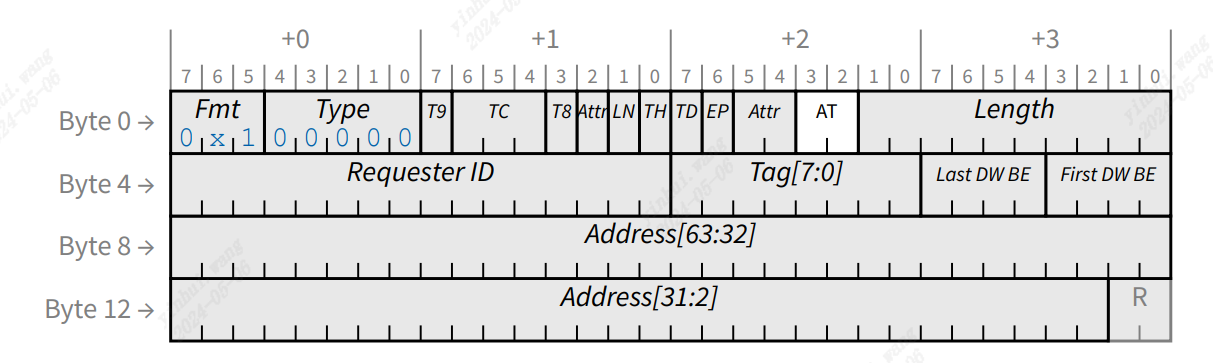 +0 +1 +2 +3
7 6 5 4 3 2 1 0 7 6 5 4 3 2 1 0 7 6 5 4 3 2 1 0 7 6 5 4 3 2 1 0
Byte 0 → Fmt Type T9 TC T8 Attr LN TH TD EP Attr AT Length
0 x 1 0 0 0 0 0
Byte 4 → Requester ID Tag[7:0] Last DW BE First DW BE
Byte 8 → Address[63:32]
Byte 12 → Address[31:2] R
yinhui.wang
2024-05-06